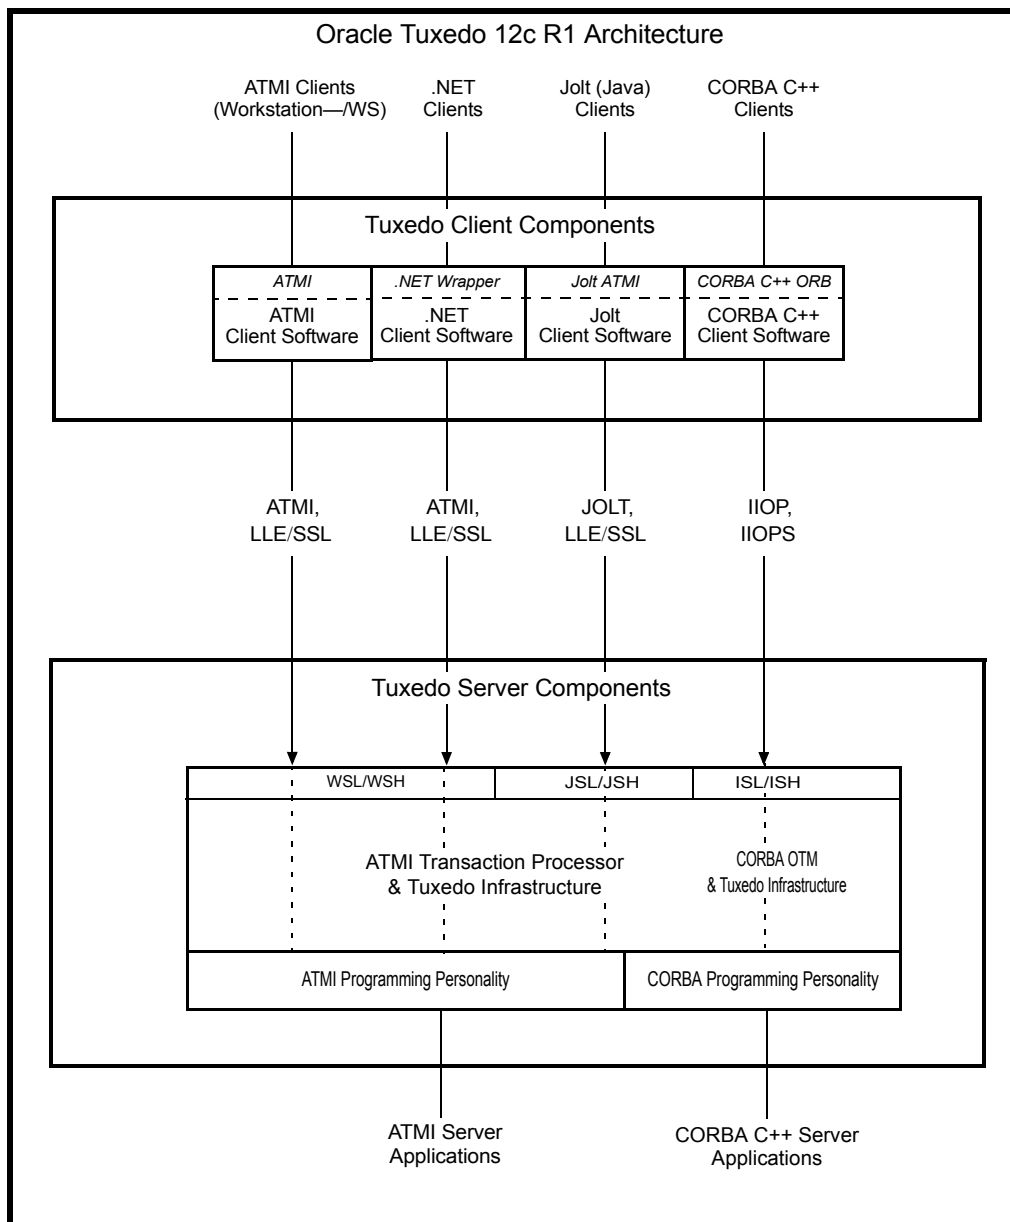 Oracle Tuxedo 12c R1 Architecture
ATMI Clients
(Workstation—/WS)
.NET
Clients
Jolt (Java)
Clients
CORBA C++
Clients
Tuxedo Client Components
ATMI
ATMI
Client Software
.NET Wrapper
.NET
Client Software
Jolt ATMI
Jolt
Client Software
CORBA C++ ORB
CORBA C++
Client Software
ATMI,
LLE/SSL
ATMI,
LLE/SSL
JOLT,
LLE/SSL
IIOP,
IIOPS
Tuxedo Server Components
WSL/WSH
JSL/JSH
ISL/ISH
ATMI Transaction Processor
& Tuxedo Infrastructure
CORBA OTM
& Tuxedo Infrastructure
ATMI Programming Personality
CORBA Programming Personality
ATMI Server
Applications
CORBA C++ Server
Applications